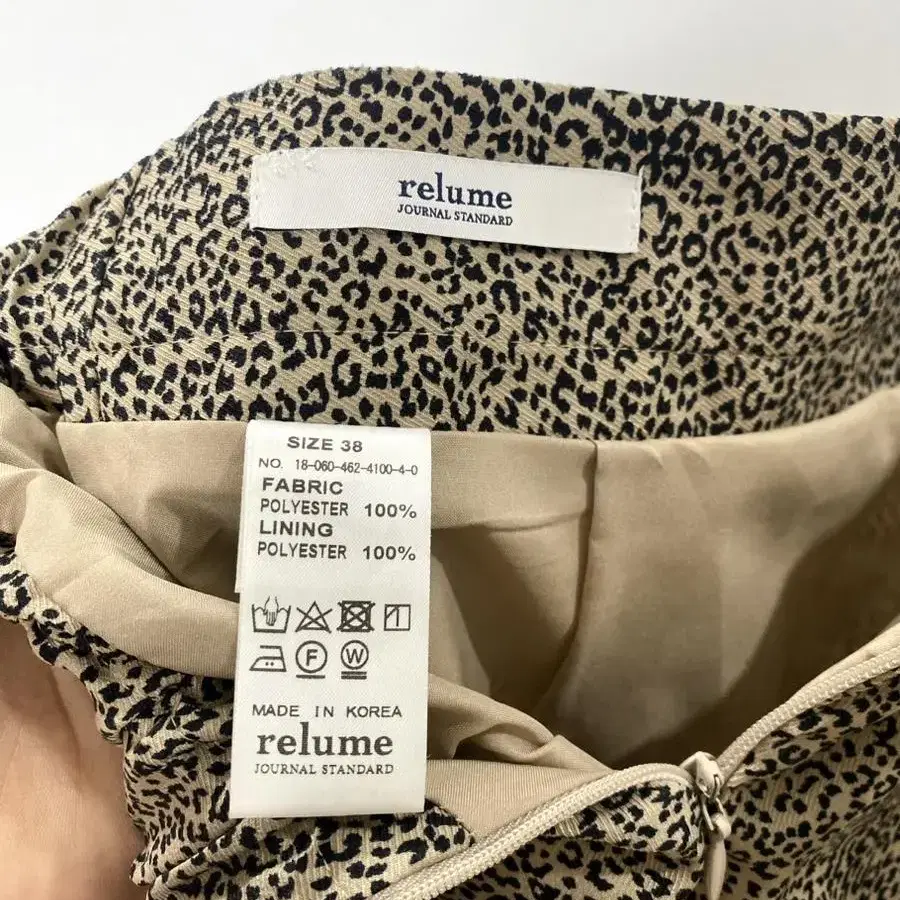 relume
JOURNAL STANDARD
SIZE 38
NO. 18-060-462-4100-4-0
FABRIC
POLYESTER 100%
LINING
POLYESTER 100%
F
W
MADE IN KOREA
relume
JOURNAL STANDARD